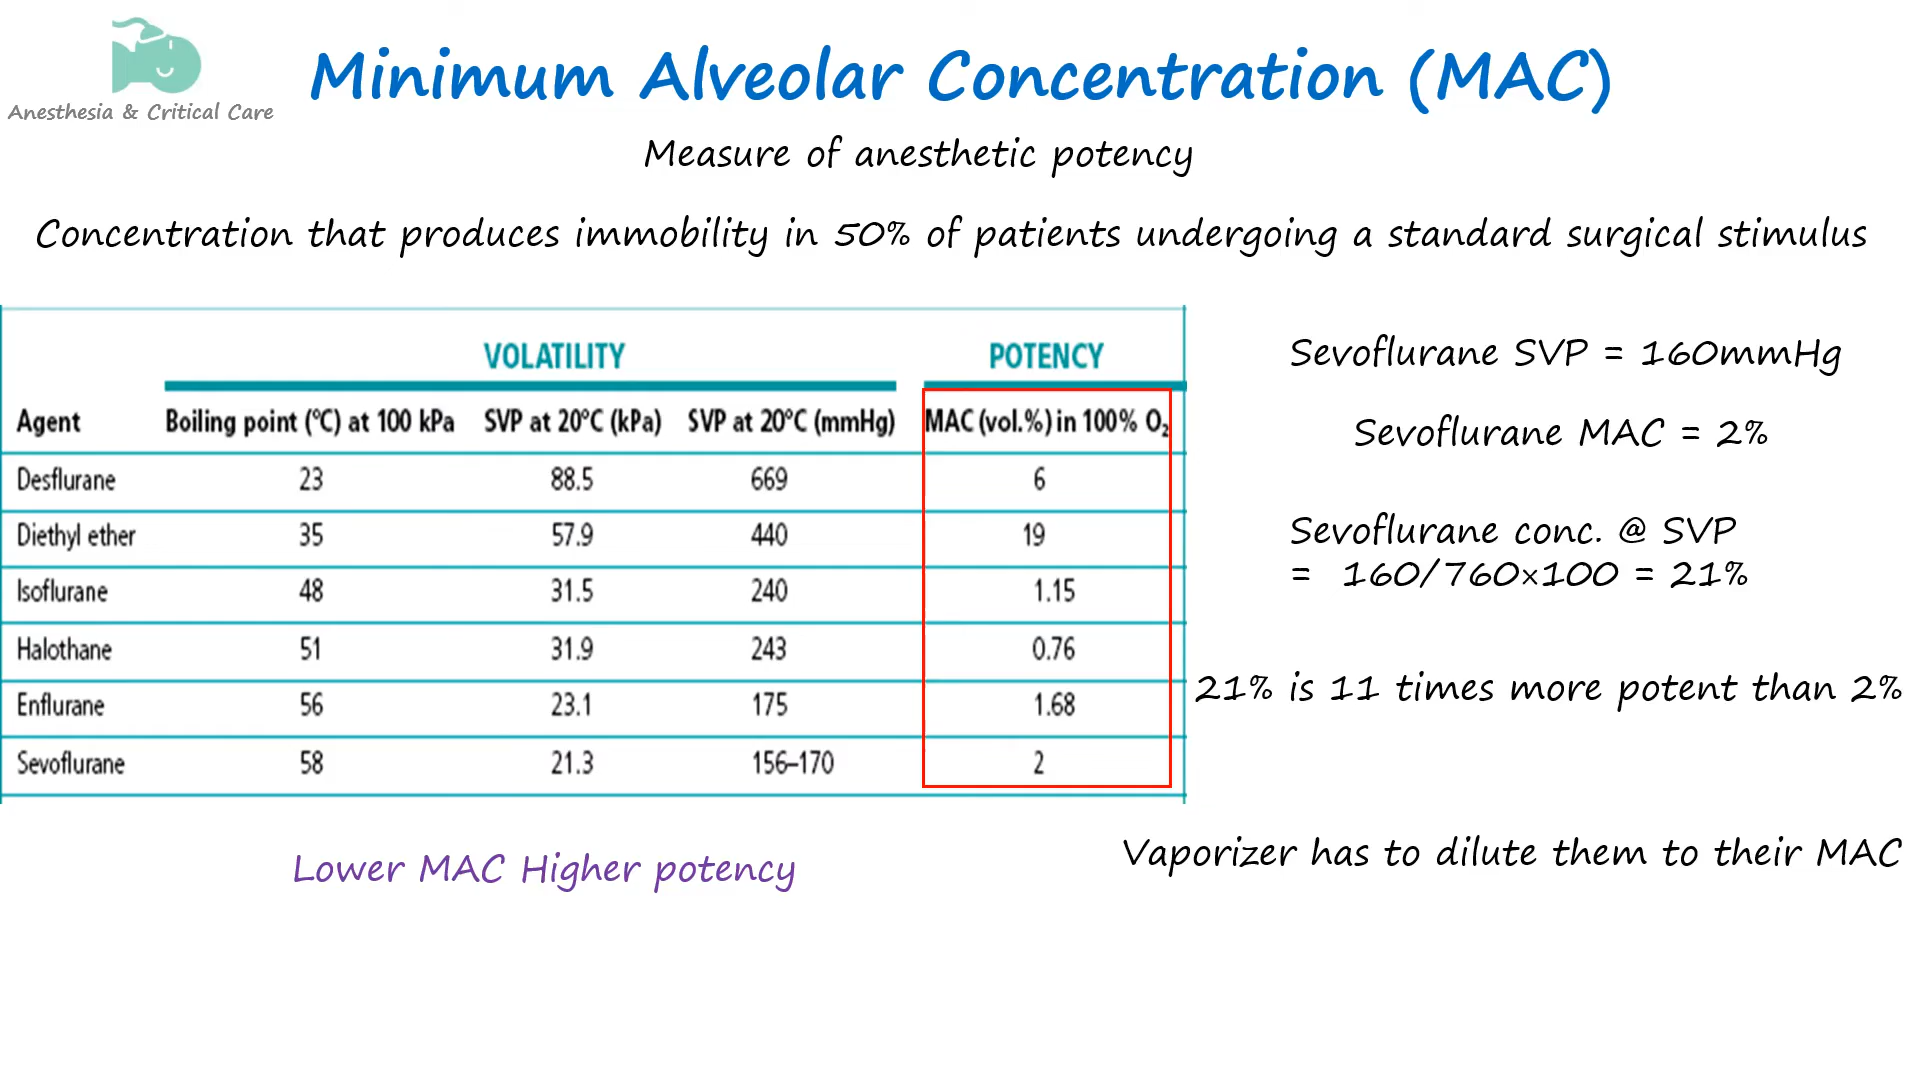 Anesthesia & Critical Care
Minimum Alveolar Concentration (MAC)
Measure of anesthetic potency
Concentration that produces immobility in 50% of patients undergoing a standard surgical stimulus
VOLATILITY POTENCY
Agent Boiling point (°C) at 100 kPa SVP at 20°C (kPa) SVP at 20°C (mmHg) MAC (vol.%) in 100% O₂
Desflurane 23 88.5 669 6
Diethyl ether 35 57.9 440 19
Isoflurane 48 31.5 240 1.15
Halothane 51 31.9 243 0.76
Enflurane 56 23.1 175 1.68
Sevoflurane 58 21.3 156–170 2
Sevoflurane SVP = 160mmHg
Sevoflurane MAC = 2%
Sevoflurane conc. @ SVP
= 160/760×100 = 21%
21% is 11 times more potent than 2%
Lower MAC Higher potency
Vaporizer has to dilute them to their MAC